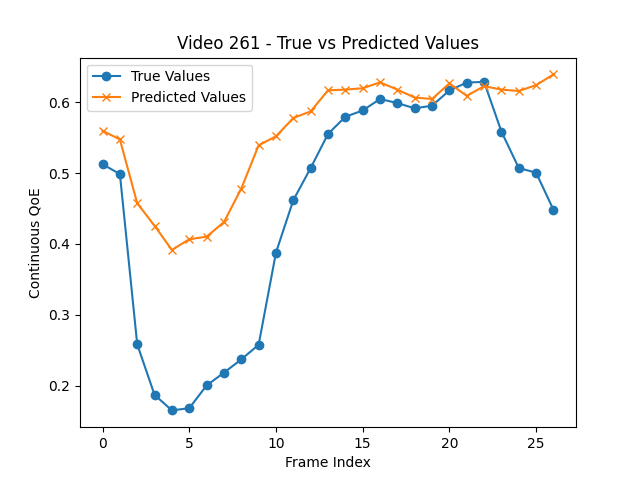 Video 261 - True vs Predicted Values
True Values
Predicted Values
0.6
0.5
0.4
0.3
0.2
Continuous QoE
0 5 10 15 20 25
Frame Index